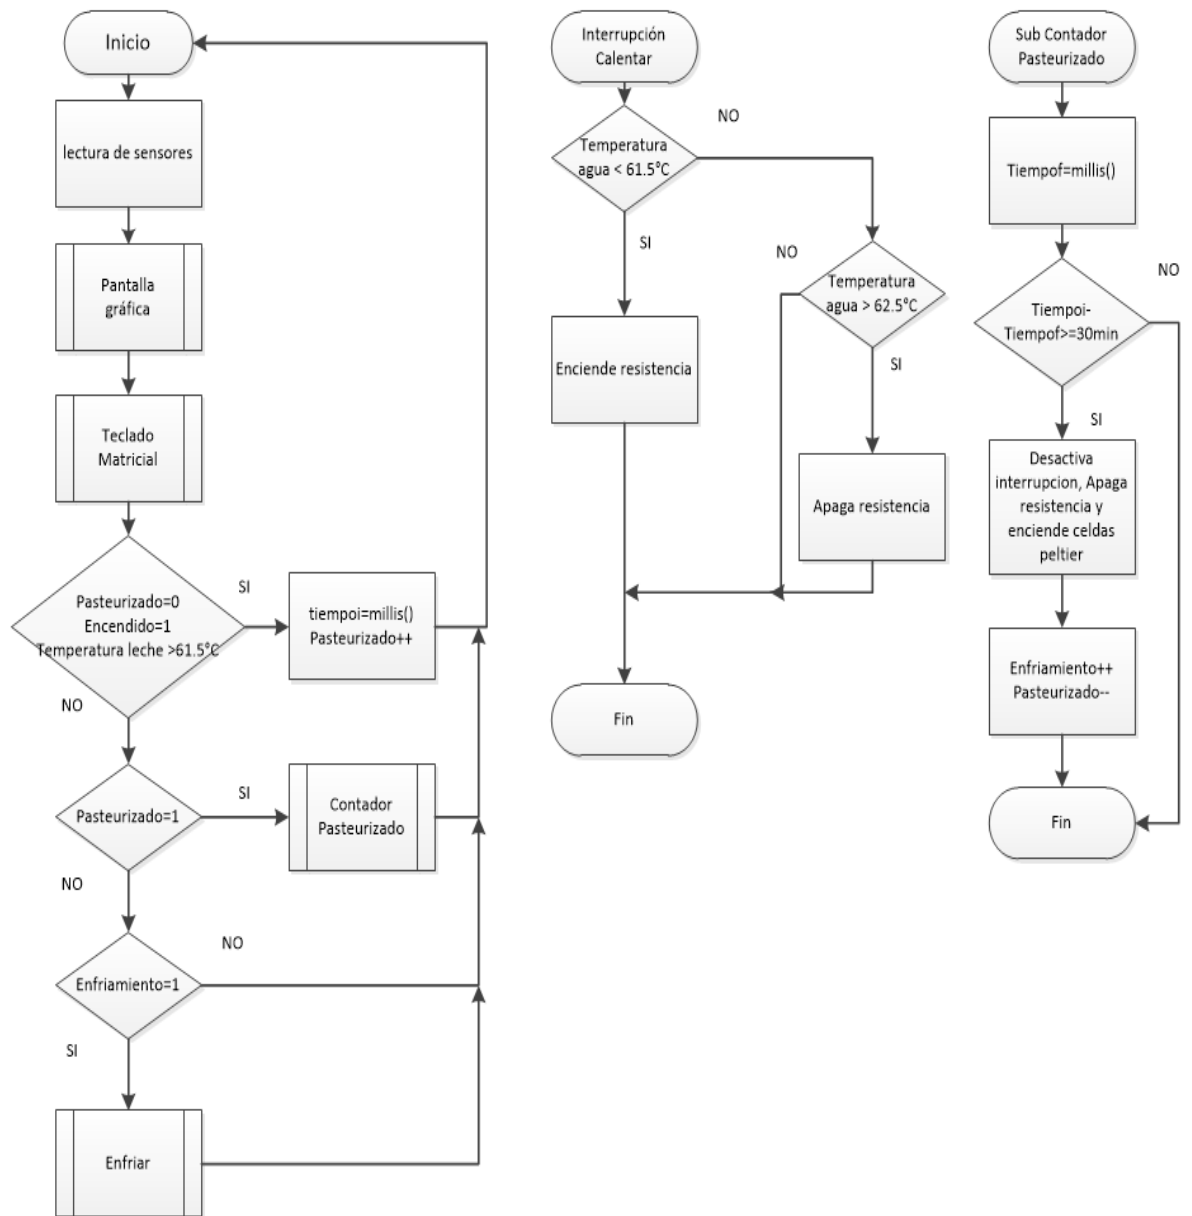 Inicio
lectura de sensores
Pantalla
gráfica
Teclado
Matricial
Pasteurizado=0
Encendido=1
Temperatura leche >61.5°C
SI
tiempoi=millis()
Pasteurizado++
NO
Pasteurizado=1
SI
Contador
Pasteurizado
NO
Enfriamiento=1
NO
SI
Enfriar
Interrupción
Calentar
Temperatura
agua < 61.5°C
NO
SI
Enciende resistencia
Temperatura
agua > 62.5°C
NO
SI
Apaga resistencia
Fin
Sub Contador
Pasteurizado
Tiempof=millis()
Tiempoi-
Tiempof>=30min
NO
SI
Desactiva
interrupcion, Apaga
resistencia y
enciende celdas
peltier
Enfriamiento++
Pasteurizado--
Fin